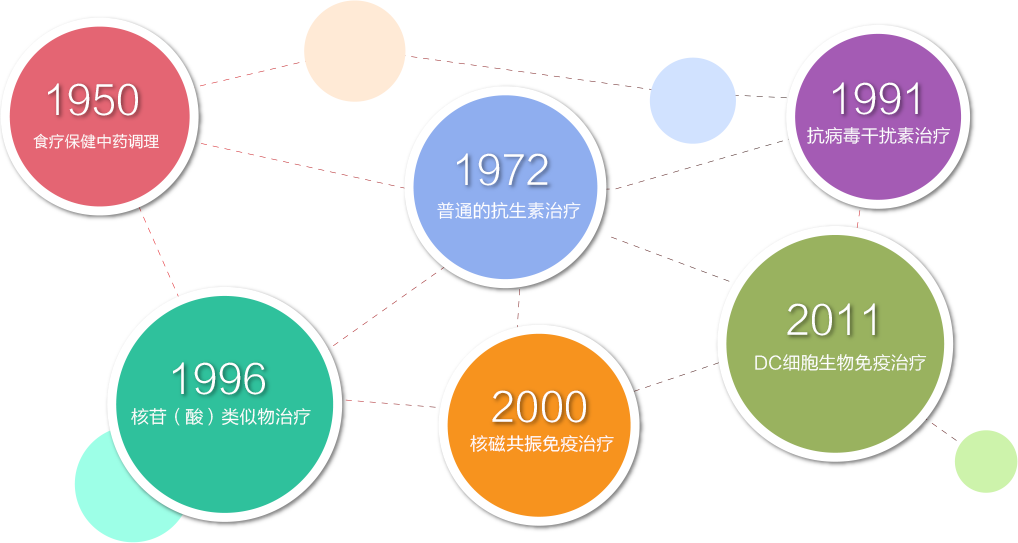 1950
食疗保健中药调理
1972
普通的抗生素治疗
1991
抗病毒干扰素治疗
1996
核苷（酸）类似物治疗
2000
核磁共振免疫治疗
2011
DC细胞生物免疫治疗